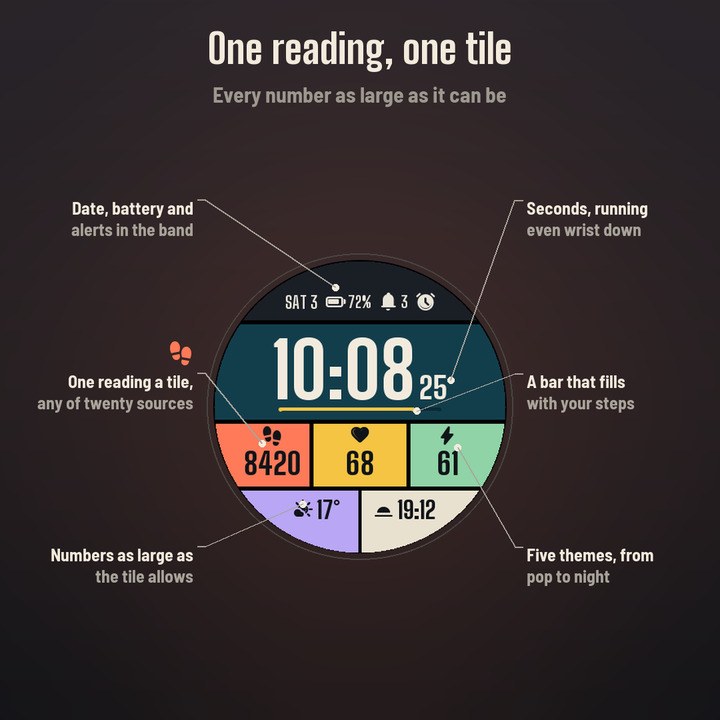 One reading, one tile
Every number as large as it can be
Date, battery and
alerts in the band
Seconds, running
even wrist down
SAT 3 72% 3
10:08 25
One reading a tile,
any of twenty sources
A bar that fills
with your steps
8420 68 61
17° 19:12
Numbers as large as
the tile allows
Five themes, from
pop to night